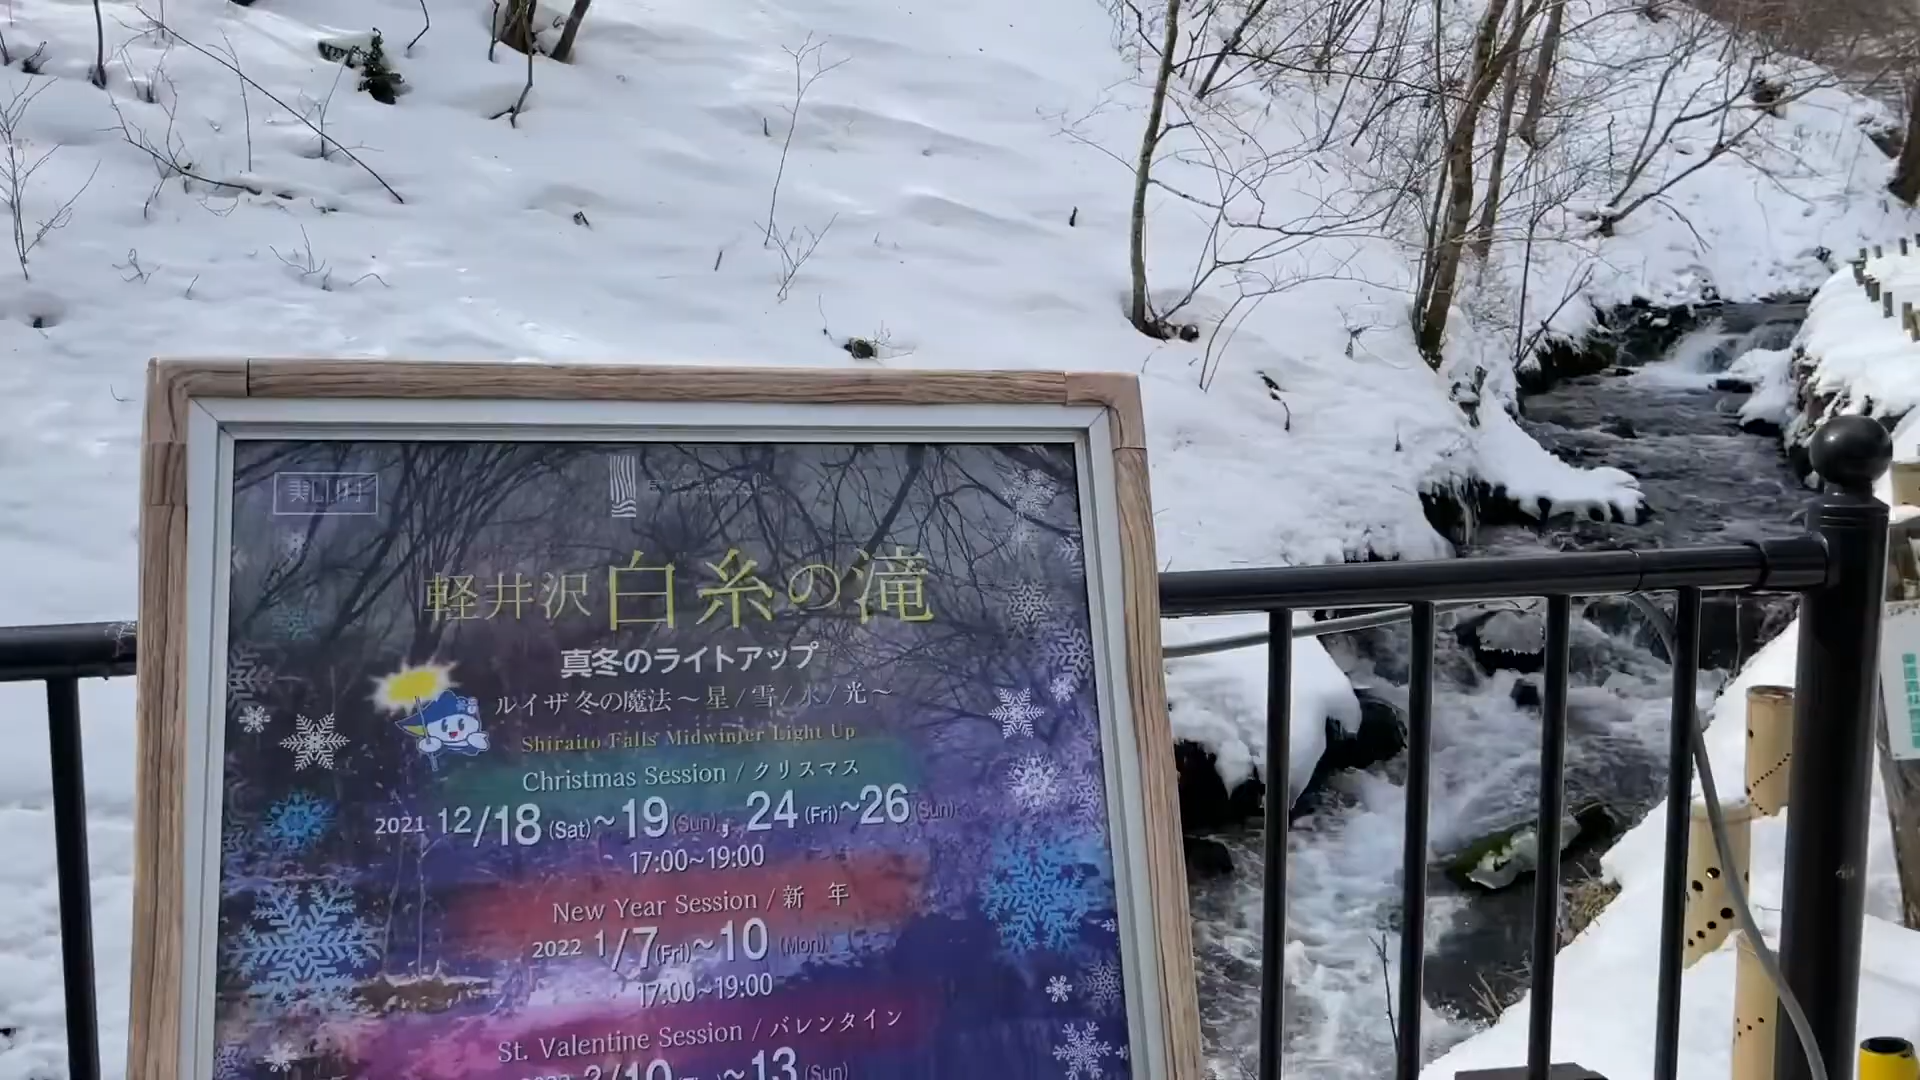 軽井沢 白糸の滝
真冬のライトアップ
ルイザ 冬の魔法～星/雪/氷/光～
Shiraito Falls Midwinter Light Up
Christmas Session / クリスマス
2021 12/18 (Sat)~19(Sun), 24 (Fri)~26 (Sun)
17:00~19:00
New Year Session / 新 年
2022 1/7(Fri)~10 (Mon)
17:00~19:00
St. Valentine Session / バレンタイン
~13 (Sun)